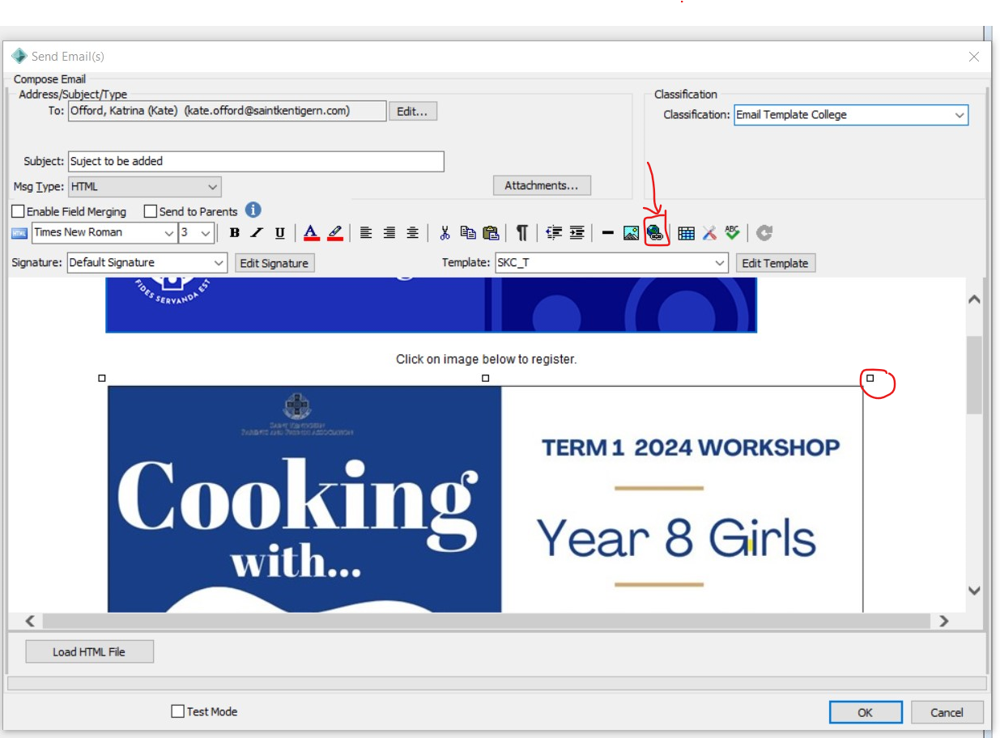 Send Email(s)
Compose Email
Address/Subject/Type
To: Offord, Katrina (Kate)  (kate.offord@saintkentigern.com) Edit...
Classification
Classification: Email Template College
Subject: Suject to be added
Msg Type: HTML
Attachments...
Enable Field Merging Send to Parents i
HTML Times New Roman 3 B I U A ABC
Signature: Default Signature Edit Signature Template: SKC_T Edit Template
FIDES SERVANDA EST
Click on image below to register.
SAINT KENTIGERN
PARENTS AND FRIENDS ASSOCIATION
Cooking
with...
TERM 1 2024 WORKSHOP
Year 8 Girls
Load HTML File
Test Mode
OK Cancel